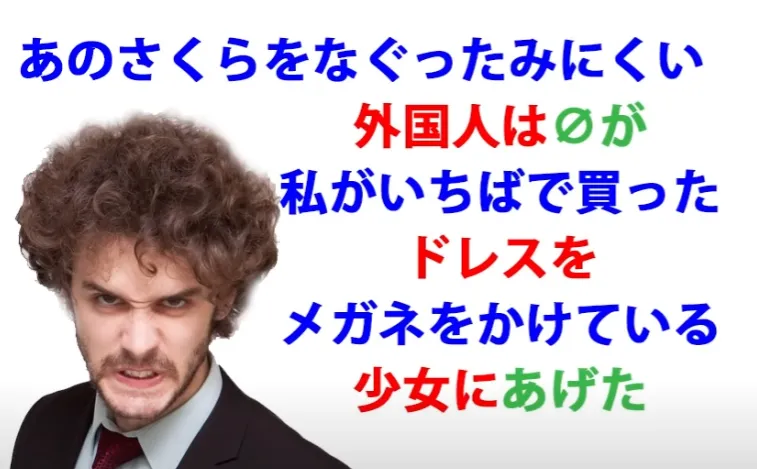 あのさくらをなぐったみにくい
外国人は∅が
私がいちばで買った
ドレスを
メガネをかけている
少女にあげた